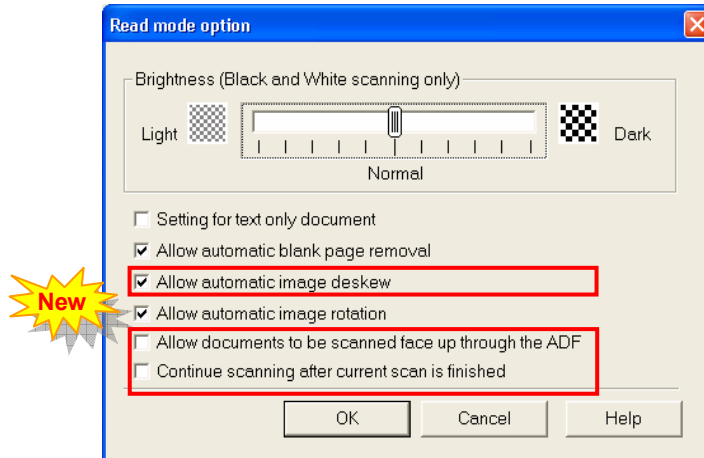 Read mode option
Brightness (Black and White scanning only)
Light
Dark
Normal
Setting for text only document
Allow automatic blank page removal
Allow automatic image deskew
New
Allow automatic image rotation
Allow documents to be scanned face up through the ADF
Continue scanning after current scan is finished
OK Cancel Help